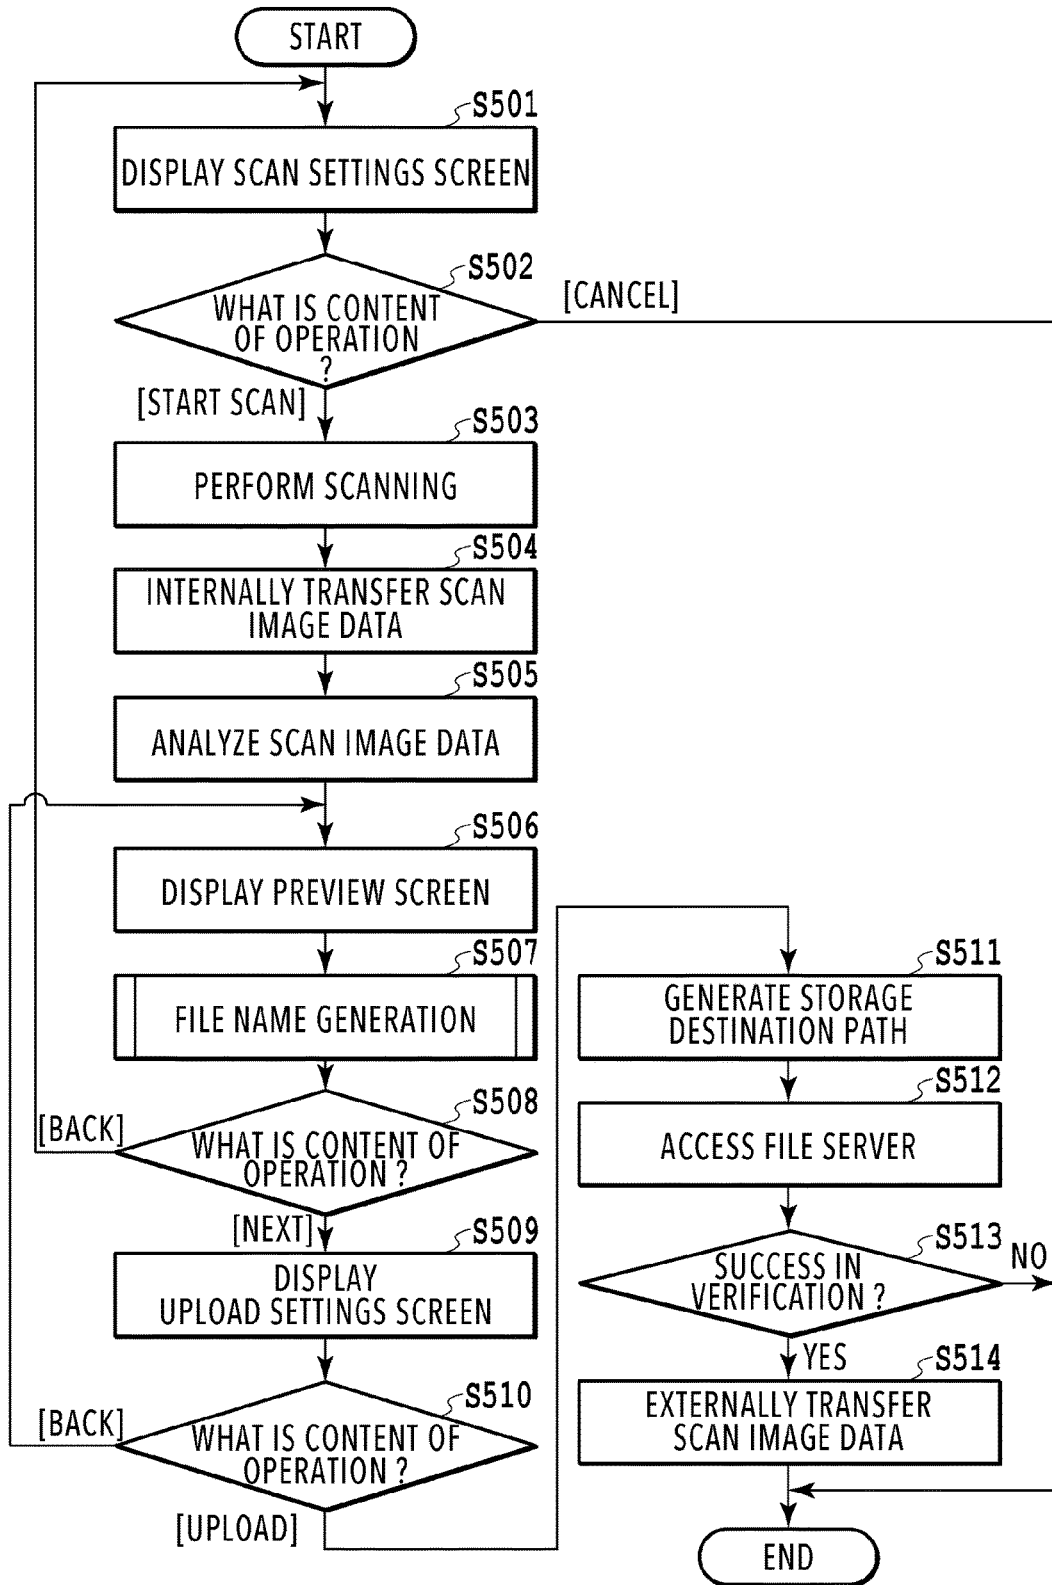 START
S501
DISPLAY SCAN SETTINGS SCREEN
S502
WHAT IS CONTENT
OF OPERATION
?
[CANCEL]
[START SCAN]
S503
PERFORM SCANNING
S504
INTERNALLY TRANSFER SCAN
IMAGE DATA
S505
ANALYZE SCAN IMAGE DATA
S506
DISPLAY PREVIEW SCREEN
S507
FILE NAME GENERATION
S508
[BACK]
WHAT IS CONTENT OF
OPERATION ?
[NEXT]
S509
DISPLAY
UPLOAD SETTINGS SCREEN
S510
[BACK]
WHAT IS CONTENT OF
OPERATION ?
[UPLOAD]
S511
GENERATE STORAGE
DESTINATION PATH
S512
ACCESS FILE SERVER
S513
SUCCESS IN
VERIFICATION ?
NO
YES
S514
EXTERNALLY TRANSFER
SCAN IMAGE DATA
END